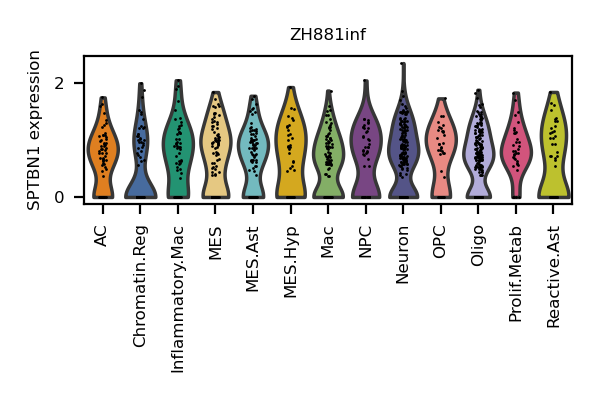 ZH881inf
SPTBN1 expression
2
0
AC
Chromatin.Reg
Inflammatory.Mac
MES
MES.Ast
MES.Hyp
Mac
NPC
Neuron
OPC
Oligo
Prolif.Metab
Reactive.Ast